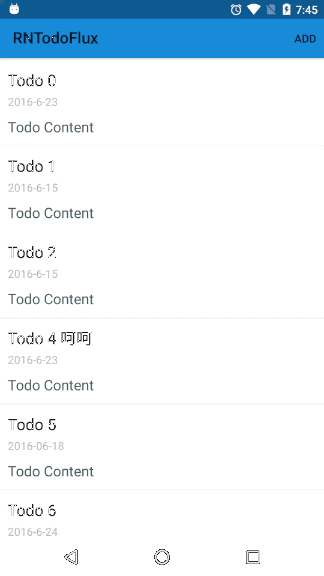 7:45
RNTodoFlux
ADD
Todo 0
2016-6-23
Todo Content
Todo 1
2016-6-15
Todo Content
Todo 2
2016-6-15
Todo Content
Todo 4 呵呵
2016-6-23
Todo Content
Todo 5
2016-06-18
Todo Content
Todo 6
2016-6-24